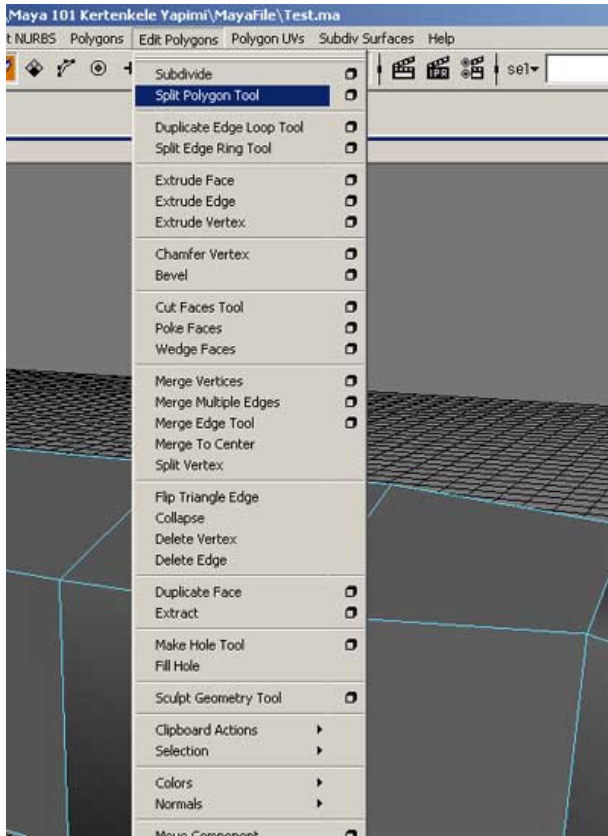 \Maya 101 Kertenkele Yapimi\MayaFile\Test.ma
t NURBS Polygons Edit Polygons Polygon UVs Subdiv Surfaces Help
IPR sel
Subdivide
Split Polygon Tool
Duplicate Edge Loop Tool
Split Edge Ring Tool
Extrude Face
Extrude Edge
Extrude Vertex
Chamfer Vertex
Bevel
Cut Faces Tool
Poke Faces
Wedge Faces
Merge Vertices
Merge Multiple Edges
Merge Edge Tool
Merge To Center
Split Vertex
Flip Triangle Edge
Collapse
Delete Vertex
Delete Edge
Duplicate Face
Extract
Make Hole Tool
Fill Hole
Sculpt Geometry Tool
Clipboard Actions
Selection
Colors
Normals
Move Component